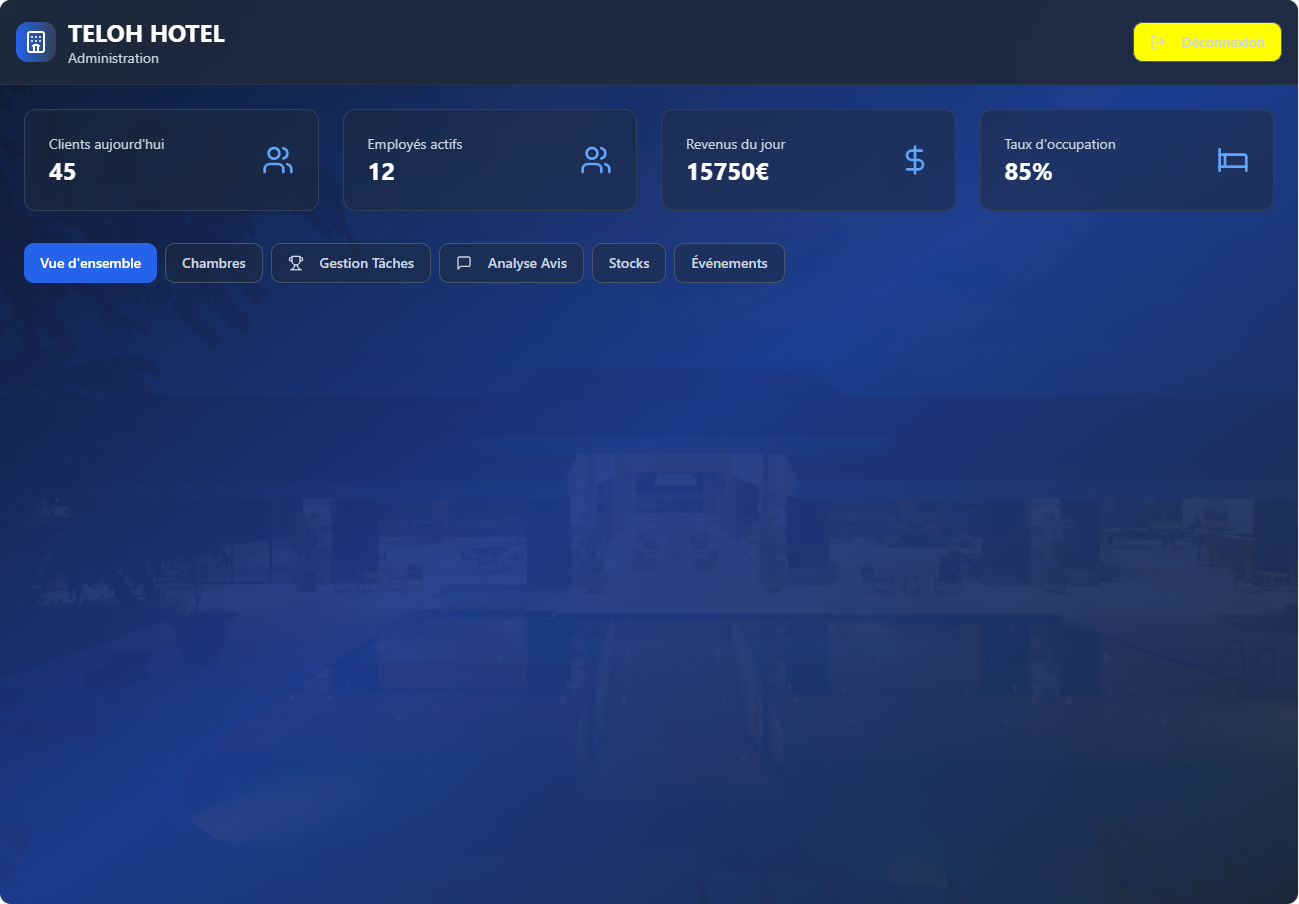 TELOH HOTEL
Administration
Déconnexion
Clients aujourd'hui
45
Employés actifs
12
Revenus du jour
15750€
Taux d'occupation
85%
Vue d'ensemble
Chambres
Gestion Tâches
Analyse Avis
Stocks
Événements